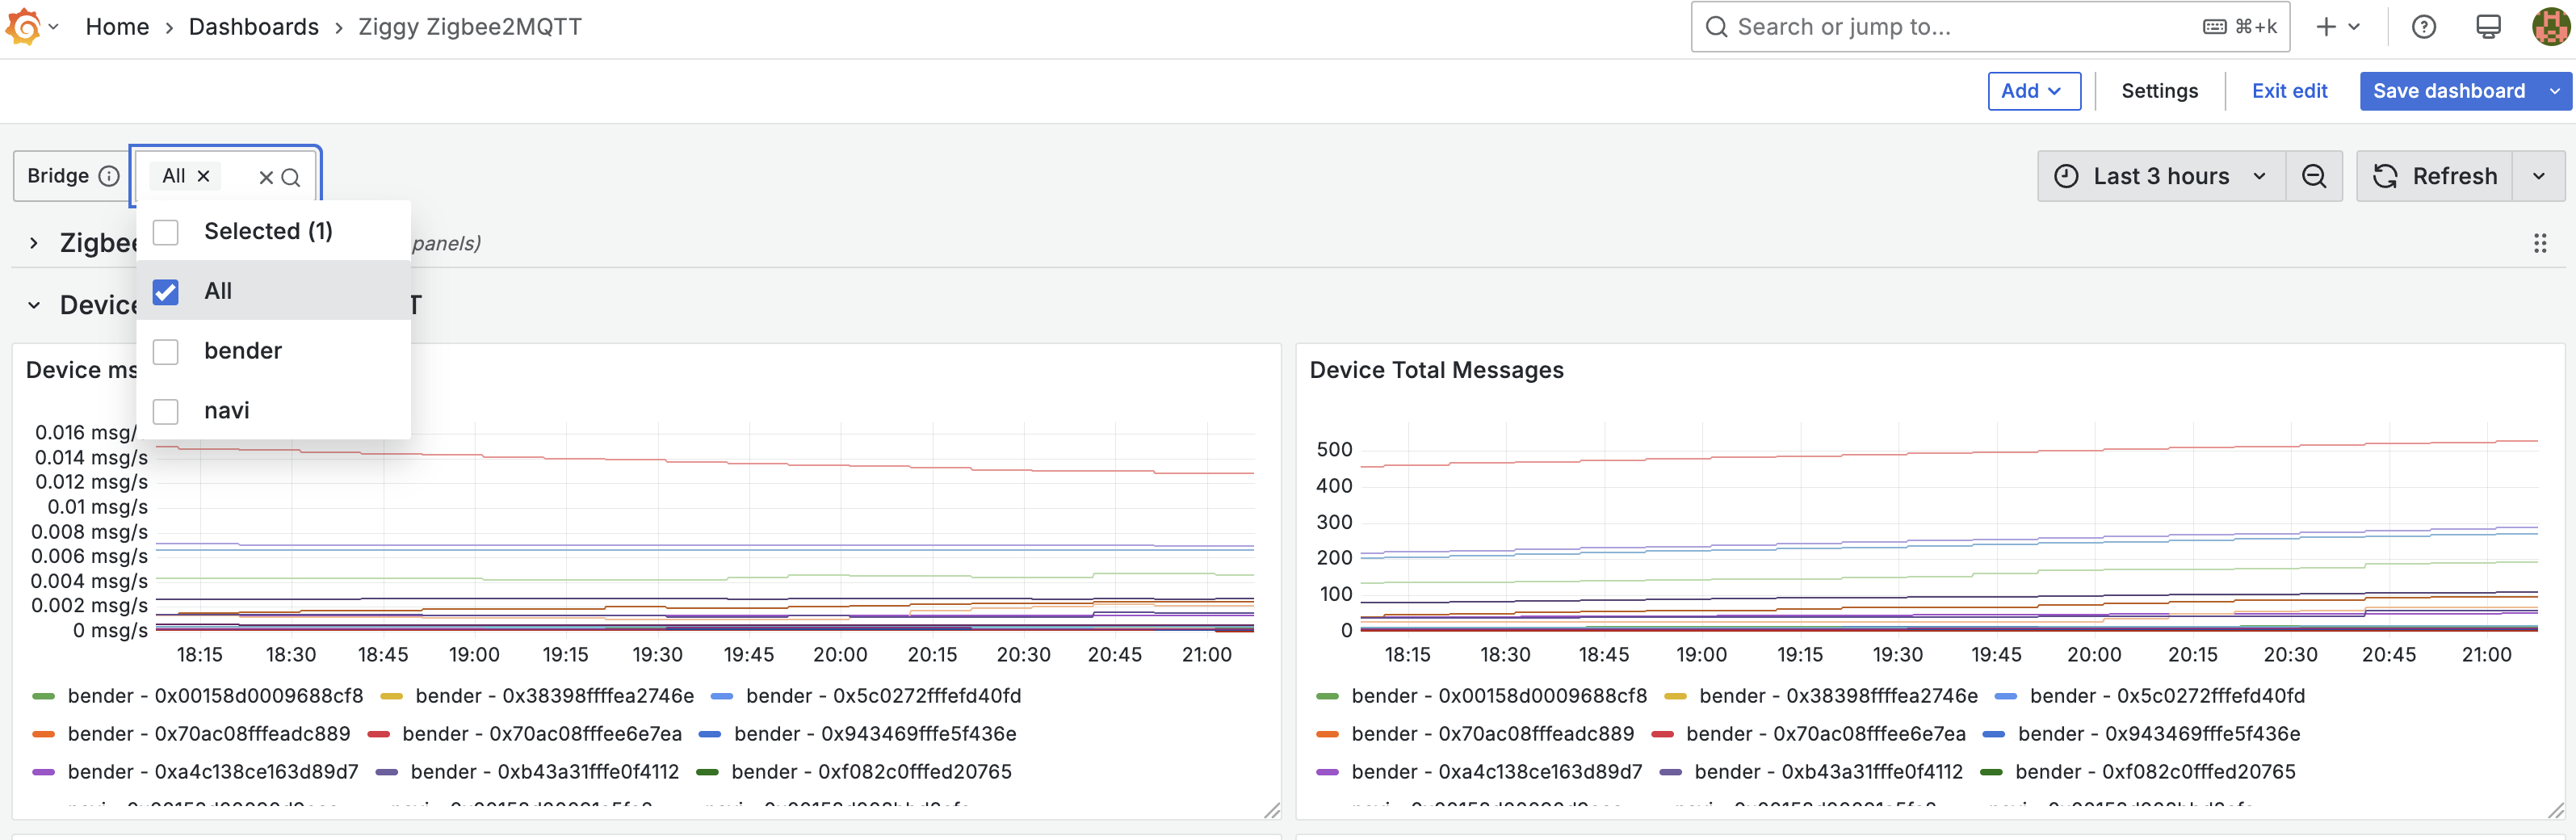 Home › Dashboards › Ziggy Zigbee2MQTT
Search or jump to... ⌘+k
Add Settings Exit edit Save dashboard
Bridge All Last 3 hours Refresh
Selected (1)
All
bender
navi
Zigbee panels)
Device T
Device ms
0.016 msg/
0.014 msg/s
0.012 msg/s
0.01 msg/s
0.008 msg/s
0.006 msg/s
0.004 msg/s
0.002 msg/s
0 msg/s
18:15 18:30 18:45 19:00 19:15 19:30 19:45 20:00 20:15 20:30 20:45 21:00
bender - 0x00158d0009688cf8 bender - 0x38398ffffea2746e bender - 0x5c0272fffefd40fd
bender - 0x70ac08fffeadc889 bender - 0x70ac08fffee6e7ea bender - 0x943469fffe5f436e
bender - 0xa4c138ce163d89d7 bender - 0xb43a31fffe0f4112 bender - 0xf082c0fffed20765
Device Total Messages
500
400
300
200
100
0
18:15 18:30 18:45 19:00 19:15 19:30 19:45 20:00 20:15 20:30 20:45 21:00
bender - 0x00158d0009688cf8 bender - 0x38398ffffea2746e bender - 0x5c0272fffefd40fd
bender - 0x70ac08fffeadc889 bender - 0x70ac08fffee6e7ea bender - 0x943469fffe5f436e
bender - 0xa4c138ce163d89d7 bender - 0xb43a31fffe0f4112 bender - 0xf082c0fffed20765